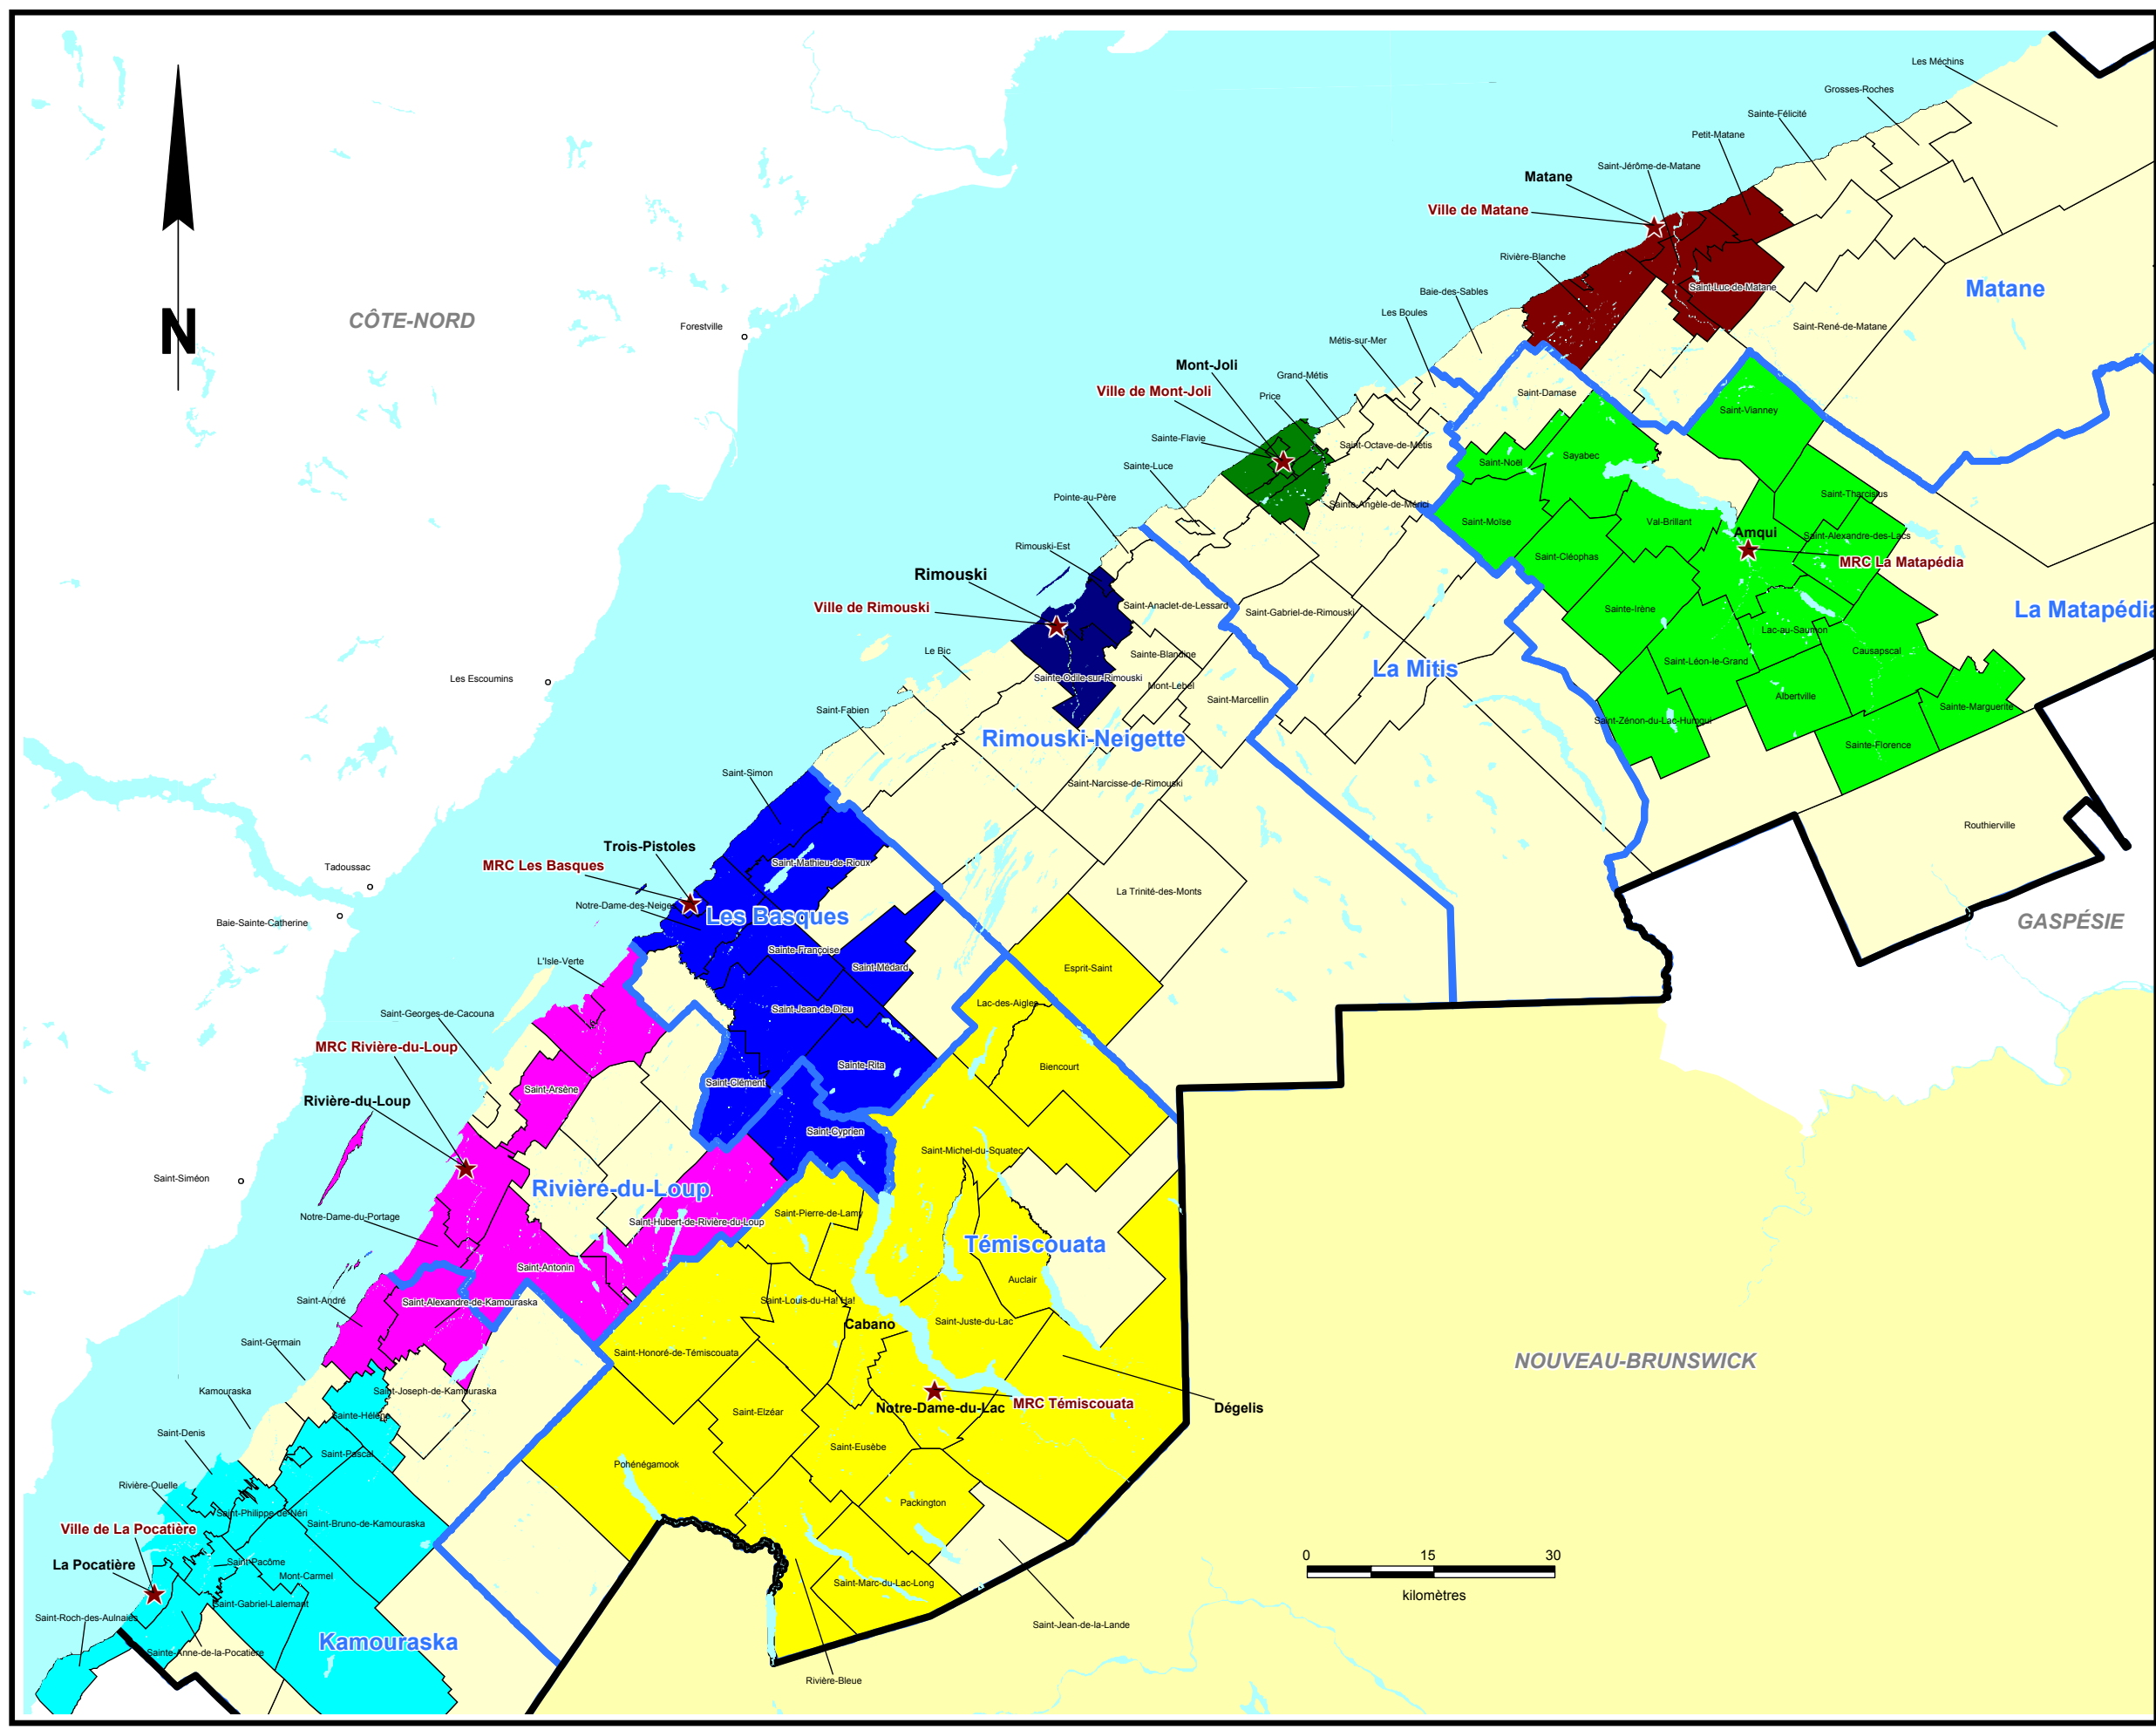 Les Méchins
Grosses-Roches
Sainte-Félicité
Petit-Matane
Saint-Jérôme-de-Matane
Matane
Ville de Matane
Rivière-Blanche
Saint-Luc-de-Matane
Matane
Baie-des-Sables
Les Boules
Saint-René-de-Matane
Métis-sur-Mer
CÔTE-NORD
Forestville
N
Mont-Joli
Grand-Métis
Ville de Mont-Joli
Price
Saint-Damase
Saint-Vianney
Sainte-Flavie
Saint-Octave-de-Métis
Sayabec
Saint-Noël
Sainte-Luce
Pointe-au-Père
Sainte-Angèle-de-Mérici
Saint-Tharcisius
Saint-Moïse
Val-Brillant
Amqui
Saint-Alexandre-des-Lacs
Rimouski-Est
Saint-Cléophas
MRC La Matapédia
Rimouski
Ville de Rimouski
Saint-Anaclet-de-Lessard
Saint-Gabriel-de-Rimouski
Sainte-Irène
La Matapédia
Lac-au-Saumon
Le Bic
Sainte-Blandine
Causapscal
Saint-Léon-le-Grand
La Mitis
Les Escoumins
Sainte-Odile-sur-Rimouski
Mont-Lebel
Saint-Marcellin
Albertville
Sainte-Marguerite
Saint-Fabien
Saint-Zénon-du-Lac-Humqui
Rimouski-Neigette
Sainte-Florence
Saint-Simon
Saint-Narcisse-de-Rimouski
Routhierville
Trois-Pistoles
MRC Les Basques
Saint-Mathieu-de-Rioux
Tadoussac
La Trinité-des-Monts
Notre-Dame-des-Neiges
Les Basques
Baie-Sainte-Catherine
GASPÉSIE
Sainte-Françoise
L'Isle-Verte
Saint-Médard
Esprit-Saint
Saint-Georges-de-Cacouna
Saint-Jean-de-Dieu
Lac-des-Aigles
MRC Rivière-du-Loup
Sainte-Rita
Biencourt
Saint-Arsène
Saint-Clément
Rivière-du-Loup
Saint-Cyprien
Saint-Michel-du-Squatec
Saint-Siméon
Rivière-du-Loup
Notre-Dame-du-Portage
Saint-Hubert-de-Rivière-du-Loup
Saint-Pierre-de-Lamy
Témiscouata
Saint-Antonin
Auclair
Saint-André
Saint-Alexandre-de-Kamouraska
Saint-Louis-du-Ha! Ha!
Cabano
Saint-Juste-du-Lac
Saint-Germain
Saint-Honoré-de-Témiscouata
NOUVEAU-BRUNSWICK
Kamouraska
Saint-Joseph-de-Kamouraska
Sainte-Hélène
Saint-Elzéar
Notre-Dame-du-Lac
MRC Témiscouata
Dégelis
Saint-Denis
Saint-Pascal
Saint-Eusèbe
Pohénégamook
Rivière-Ouelle
Packington
Saint-Philippe-de-Néri
Saint-Bruno-de-Kamouraska
Ville de La Pocatière
La Pocatière
Saint-Pacôme
Mont-Carmel
0 15 30
kilomètres
Saint-Marc-du-Lac-Long
Saint-Gabriel-Lalemant
Saint-Roch-des-Aulnaies
Saint-Jean-de-la-Lande
Kamouraska
Sainte-Anne-de-la-Pocatière
Rivière-Bleue